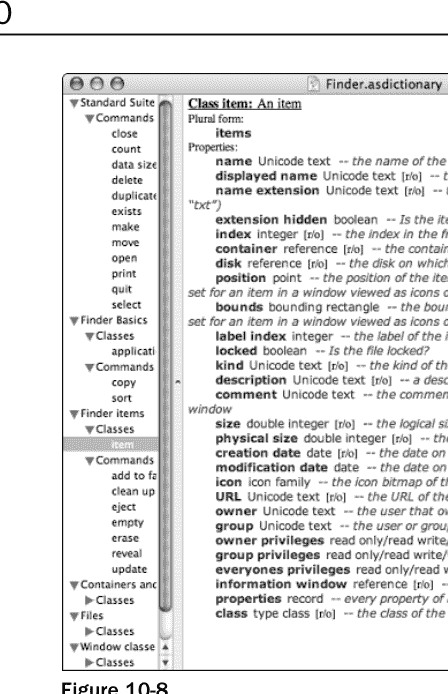 0
Finder.asdictionary
Standard Suite
Commands
close
count
data size
delete
duplicate
exists
make
move
open
print
quit
select
Finder Basics
Classes
applicati
Commands
copy
sort
Finder items
Classes
item
Commands
add to fa
clean up
eject
empty
erase
reveal
update
Containers and
Classes
Files
Classes
Window classe
Classes
Class item: An item
Plural form:
items
Properties:
name Unicode text -- the name of the
displayed name Unicode text [r/o] -- t
name extension Unicode text --
"txt")
extension hidden boolean -- Is the ite
index integer [r/o] -- the index in the fr
container reference [r/o] -- the contain
disk reference [r/o] -- the disk on which
position point -- the position of the ite
set for an item in a window viewed as icons o
bounds bounding rectangle -- the boun
set for an item in a window viewed as icons o
label index integer -- the label of the i
locked boolean -- Is the file locked?
kind Unicode text [r/o] -- the kind of the
description Unicode text [r/o] -- a desc
comment Unicode text -- the commen
window
size double integer [r/o] -- the logical si
physical size double integer [r/o] -- the
creation date date [r/o] -- the date on
modification date date -- the date on
icon icon family -- the icon bitmap of th
URL Unicode text [r/o] -- the URL of the
owner Unicode text -- the user that ow
group Unicode text -- the user or group
owner privileges read only/read write/
group privileges read only/read write/
everyones privileges read only/read w
information window reference [r/o] --
properties record -- every property of
class type class [r/o] -- the class of the
Figure 10-8